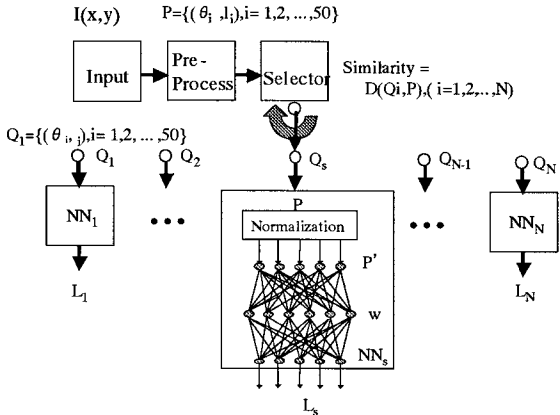 I(x,y) P={(θi ,li),i= 1,2, ...,50}
Input
Pre-
Process
Selector
Similarity =
D(Qi,P),( i=1,2,..,N)
Q1={(θi, i),i= 1,2, ...,50}
Q1 Q2 Qs QN-1 QN
NN1 ••• P ••• NNN
Normalization
P'
L1 LN
w
NNs
Ls